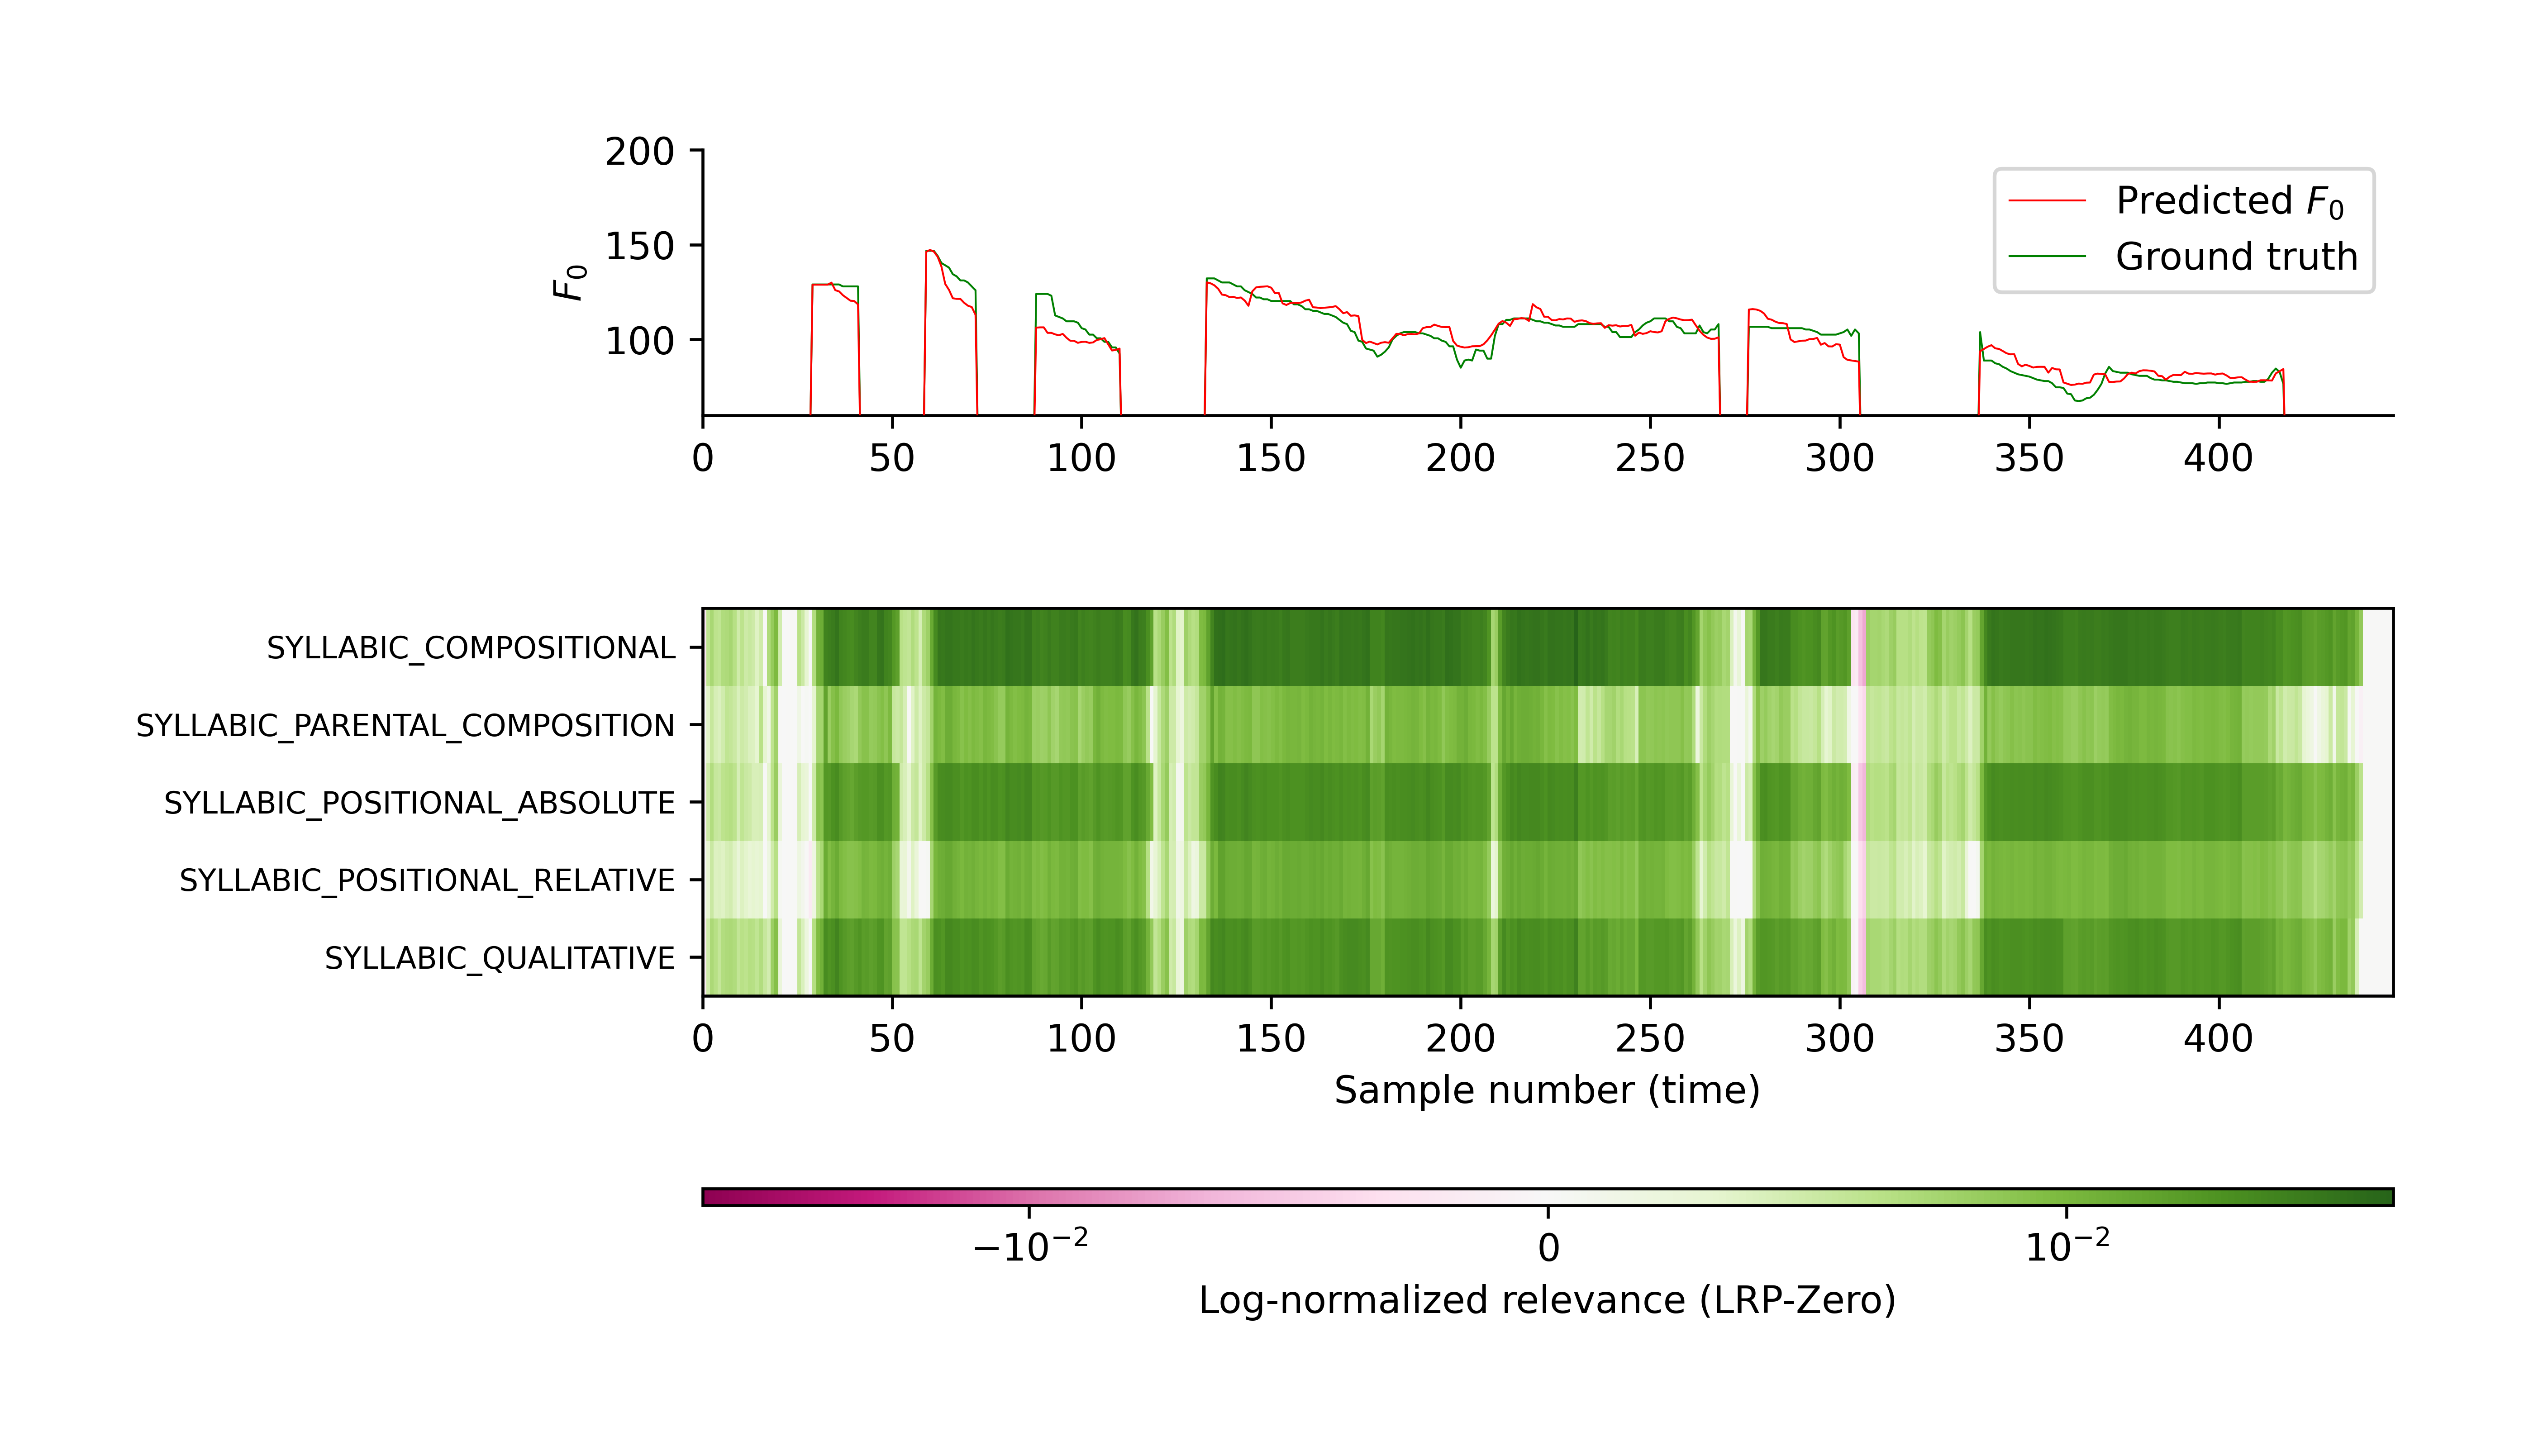 200
150
100
F₀
Predicted F₀
Ground truth
0 50 100 150 200 250 300 350 400
SYLLABIC_COMPOSITIONAL
SYLLABIC_PARENTAL_COMPOSITION
SYLLABIC_POSITIONAL_ABSOLUTE
SYLLABIC_POSITIONAL_RELATIVE
SYLLABIC_QUALITATIVE
0 50 100 150 200 250 300 350 400
Sample number (time)
−10⁻² 0 10⁻²
Log-normalized relevance (LRP-Zero)